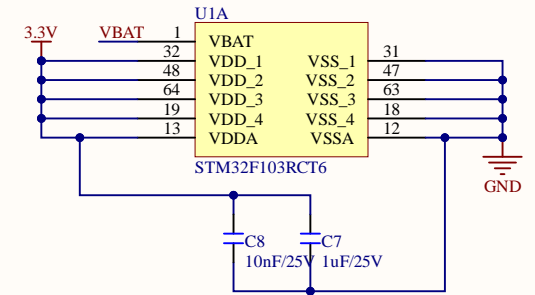 U1A
3.3V
VBAT 1 VBAT
32 VDD_1 VSS_1 31
48 VDD_2 VSS_2 47
64 VDD_3 VSS_3 63
19 VDD_4 VSS_4 18
13 VDDA VSSA 12
STM32F103RCT6
GND
C8 C7
10nF/25V 1uF/25V